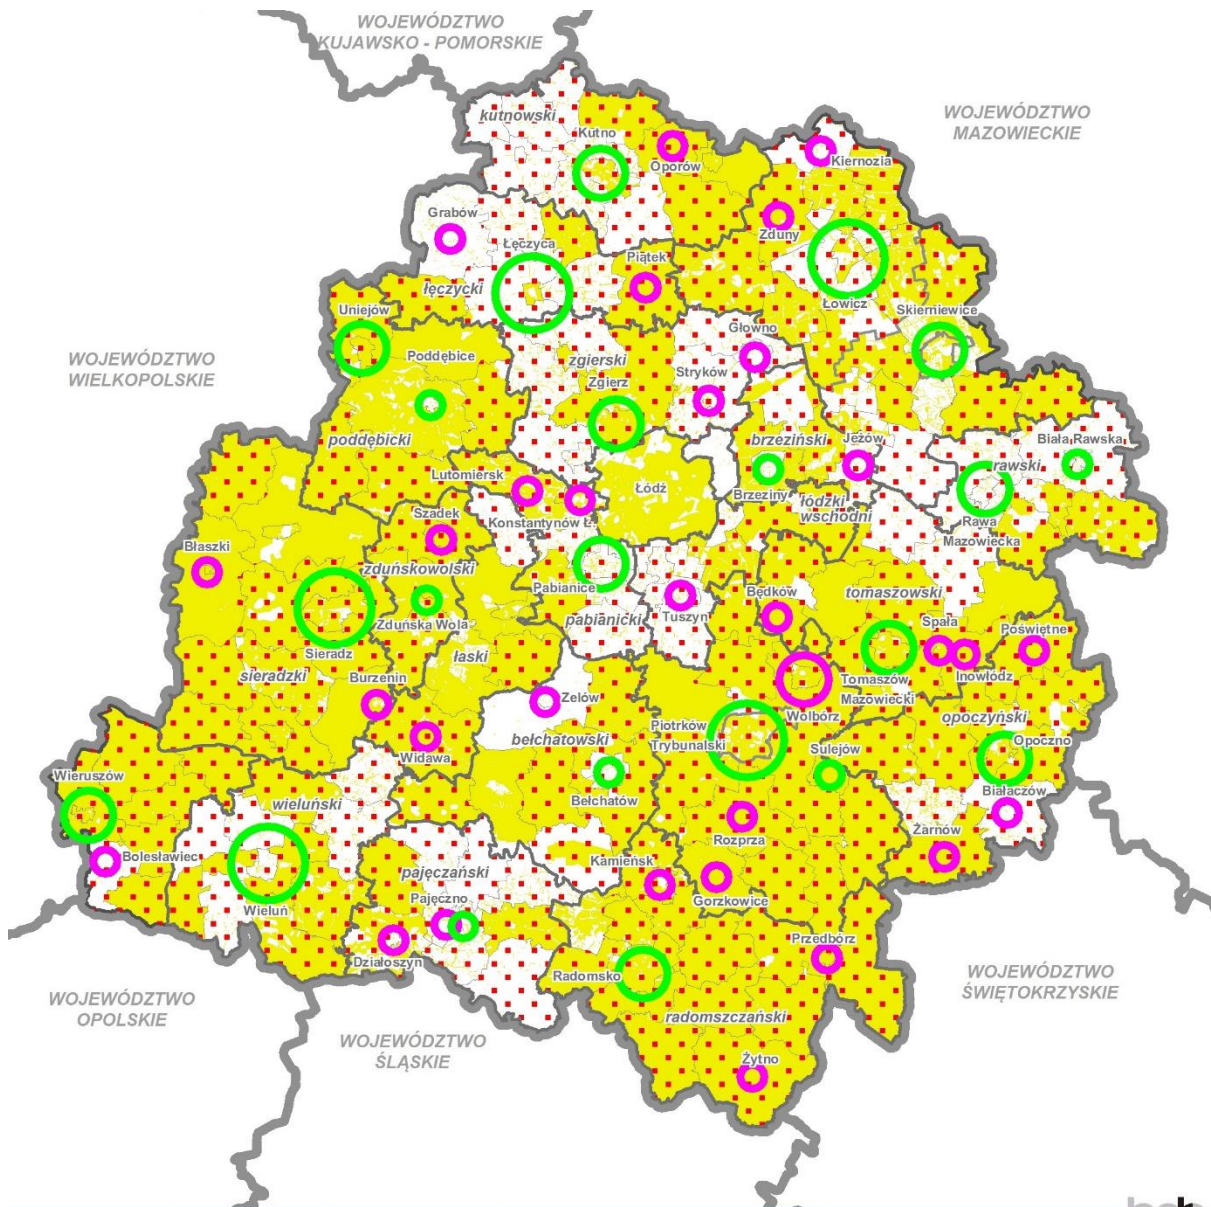 WOJEWÓDZTWO
KUJAWSKO - POMORSKIE
WOJEWÓDZTWO
MAZOWIECKIE
kutnowski
Kutno
Oporów
Kiernozia
Grabów
Zduny
Łęczyca
Piątek
łęczycki
Łowicz
Uniejów
Skierniewice
Głowno
WOJEWÓDZTWO
WIELKOPOLSKIE
Poddębice
zgierski
Stryków
Zgierz
poddębicki
brzeziński
Jeżów
Biała Rawska
rawski
Lutomiersk
Łódź
Brzeziny
łódzki
wschodni
Konstantynów Ł.
Rawa
Mazowiecka
Szadek
Błaszki
zduńskowolski
Pabianice
Będków
tomaszowski
Tuszyn
Zduńska Wola
pabianicki
Spała
Poświętne
Sieradz
łaski
sieradzki
Inowłódz
Burzenin
Tomaszów
Mazowiecki
Zelów
Wolbórz
opoczyński
Piotrków
Trybunalski
bełchatowski
Widawa
Sulejów
Opoczno
Wieruszów
Białaczów
wieluński
Bełchatów
Żarnów
Rozprza
Bolesławiec
Kamieńsk
pajęczański
Gorzkowice
Pajęczno
Wieluń
Przedbórz
Działoszyn
Radomsko
WOJEWÓDZTWO
ŚWIĘTOKRZYSKIE
WOJEWÓDZTWO
OPOLSKIE
radomszczański
WOJEWÓDZTWO
ŚLĄSKIE
Żytno